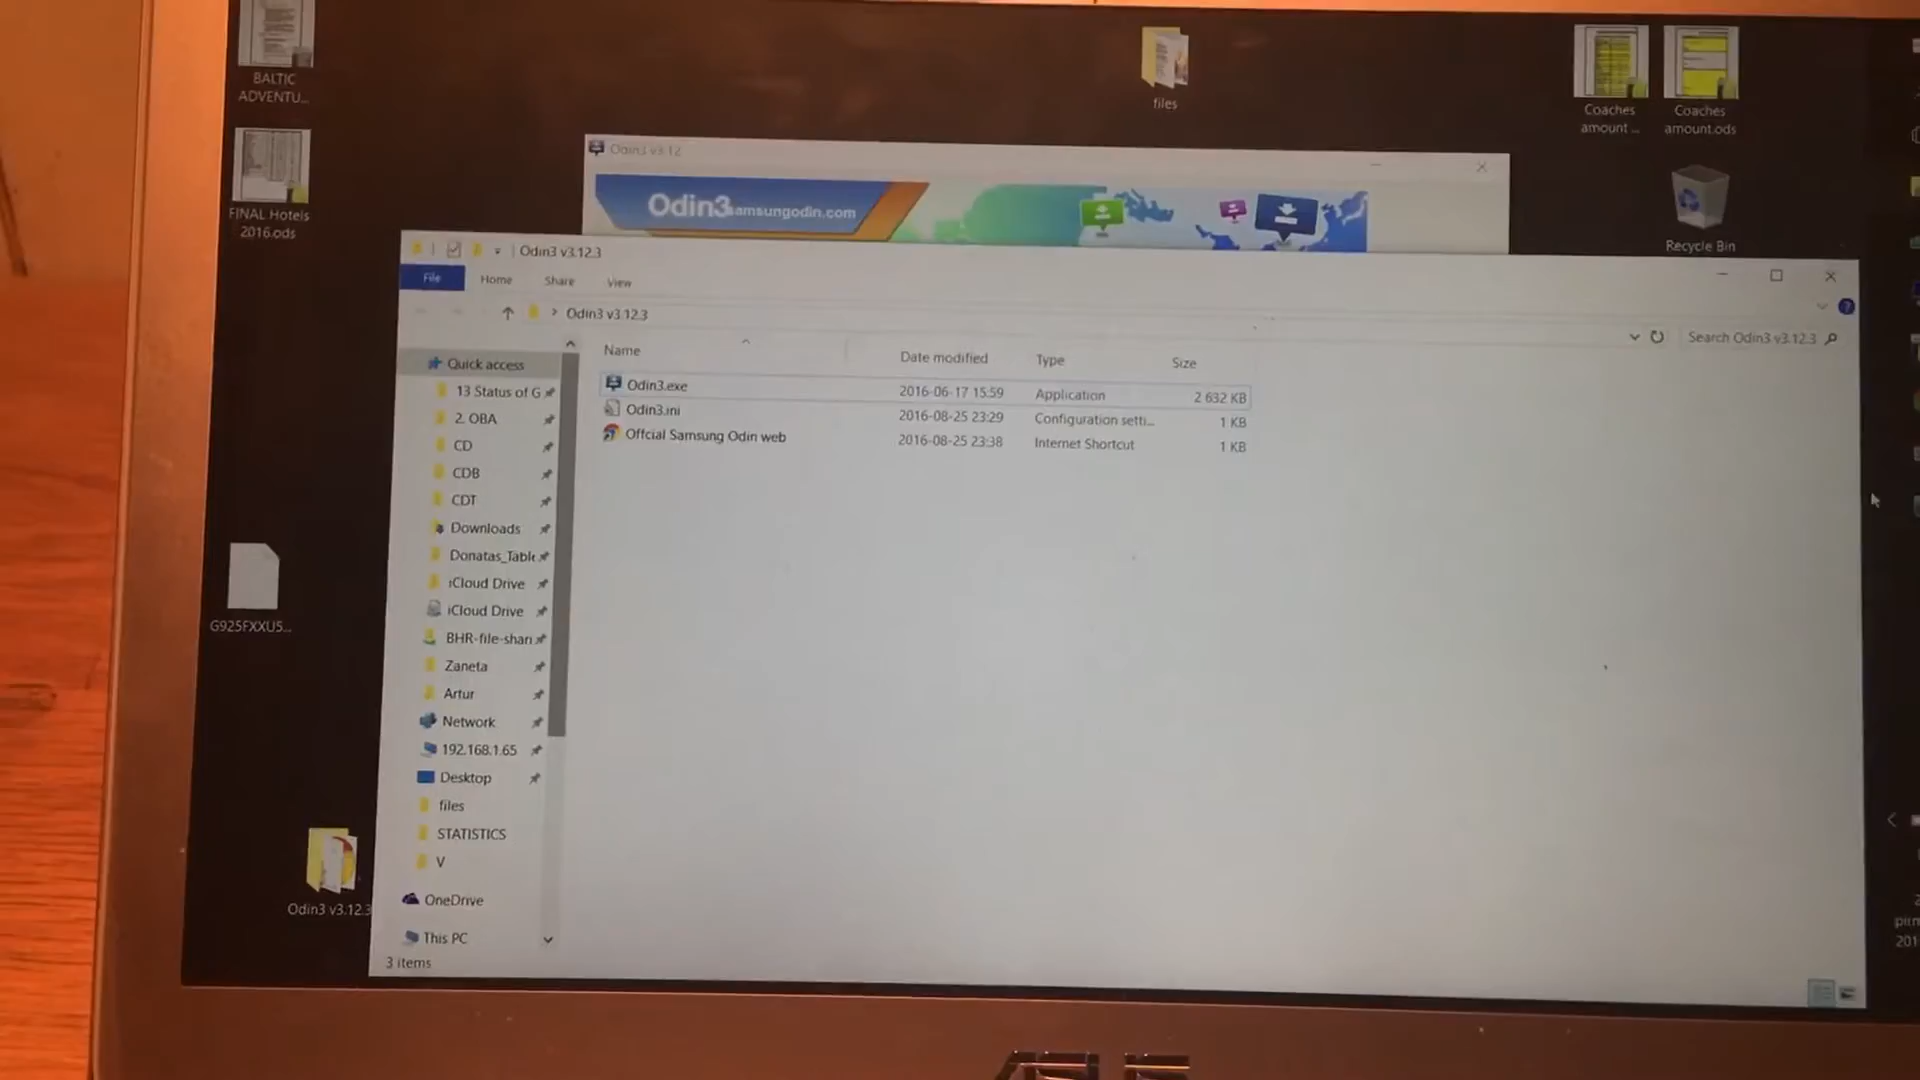 BALTIC
ADVENTU...
files
Coaches
amount ...
Coaches
amount.ods
FINAL Hotels
2016.ods
Recycle Bin
Odin3 v3.12
Odin3
samsungodin.com
Odin3 v3.12.3
File
Home
Share
View
Odin3 v3.12.3
Search Odin3 v3.12.3
Name
Date modified
Type
Size
Odin3.exe
2016-06-17 15:59
Application
2 632 KB
Odin3.ini
2016-08-25 23:29
Configuration setti...
1 KB
Offcial Samsung Odin web
2016-08-25 23:38
Internet Shortcut
1 KB
Quick access
13 Status of G
2. OBA
CD
CDB
CDT
Downloads
Donatas_Table
iCloud Drive
iCloud Drive
BHR-file-shari
Zaneta
Artur
Network
192.168.1.65
Desktop
files
STATISTICS
V
OneDrive
This PC
3 items
G925FXXU5...
Odin3 v3.12.3